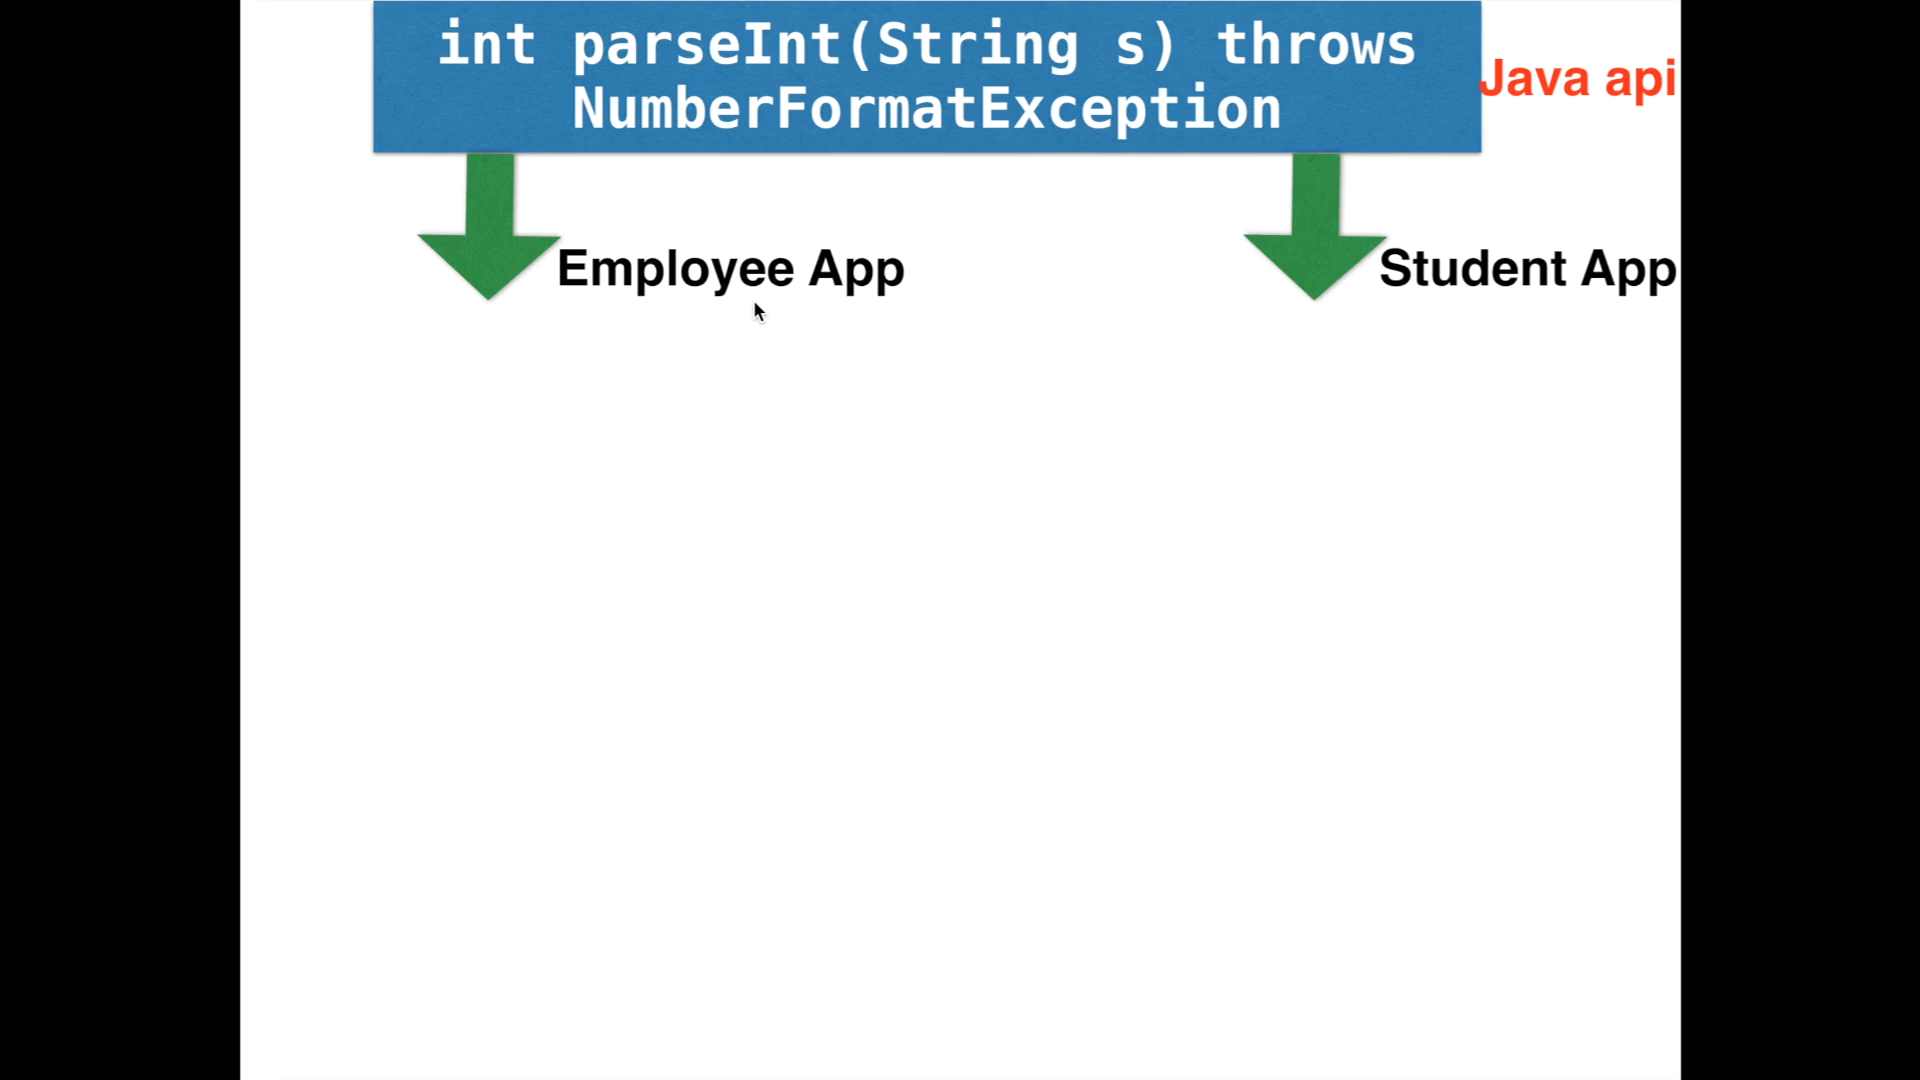 int parseInt(String s) throws
NumberFormatException
Java api
Employee App
Student App